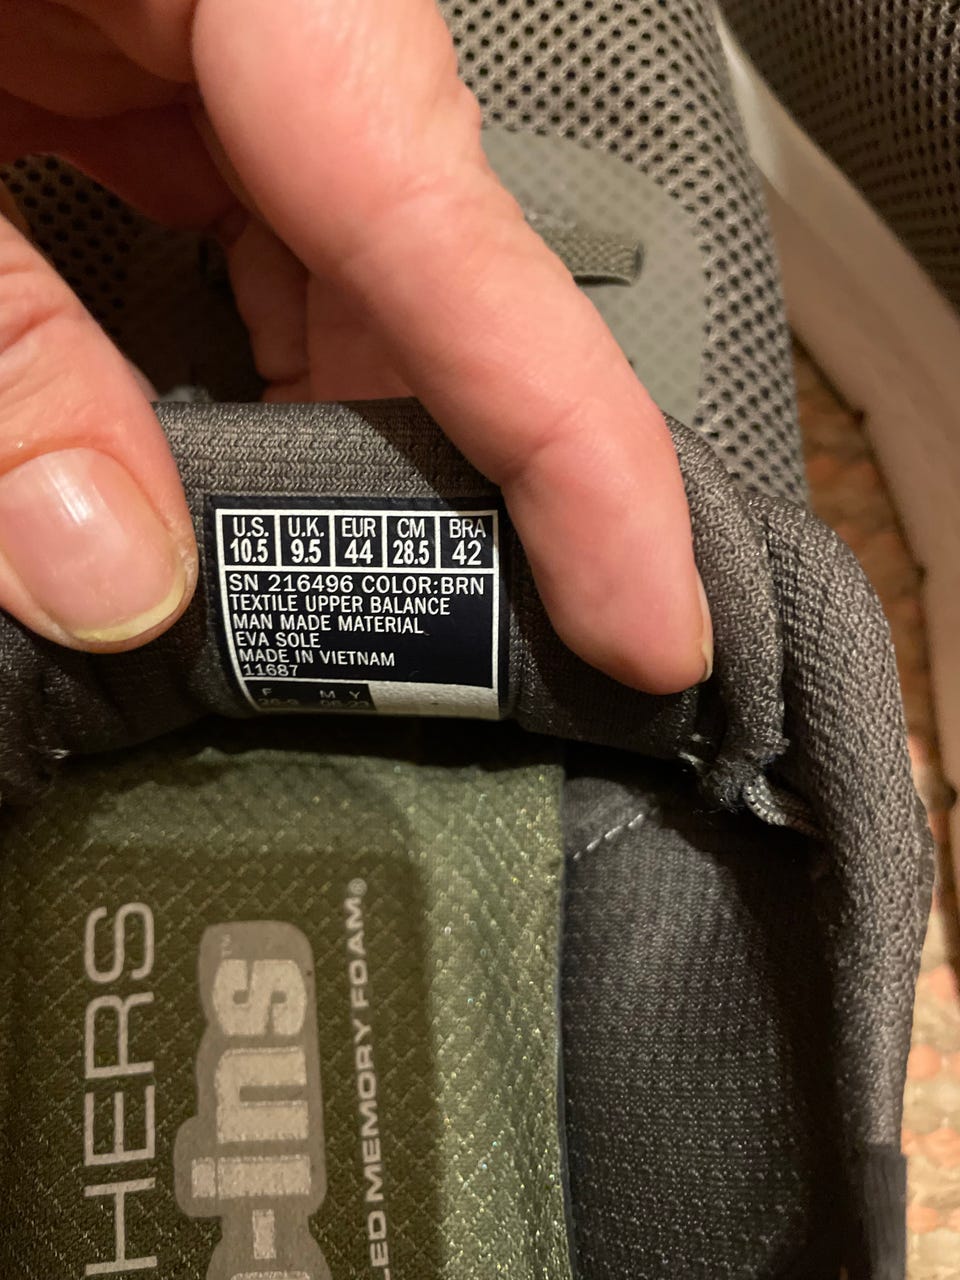 U.S. U.K. EUR CM BRA
10.5 9.5 44 28.5 42
SN 216496 COLOR:BRN
TEXTILE UPPER BALANCE
MAN MADE MATERIAL
EVA SOLE
MADE IN VIETNAM
11687
F M Y
HERS
-ins™
LED MEMORY FOAM®